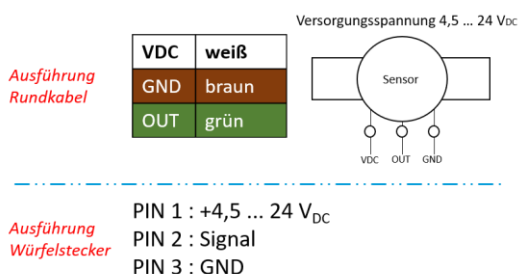 Versorgungsspannung 4,5 ... 24 VDC
Ausführung
Rundkabel
VDC weiß
GND braun
OUT grün
Sensor
VDC OUT GND
Ausführung
Würfelstecker
PIN 1 : +4,5 ... 24 VDC
PIN 2 : Signal
PIN 3 : GND